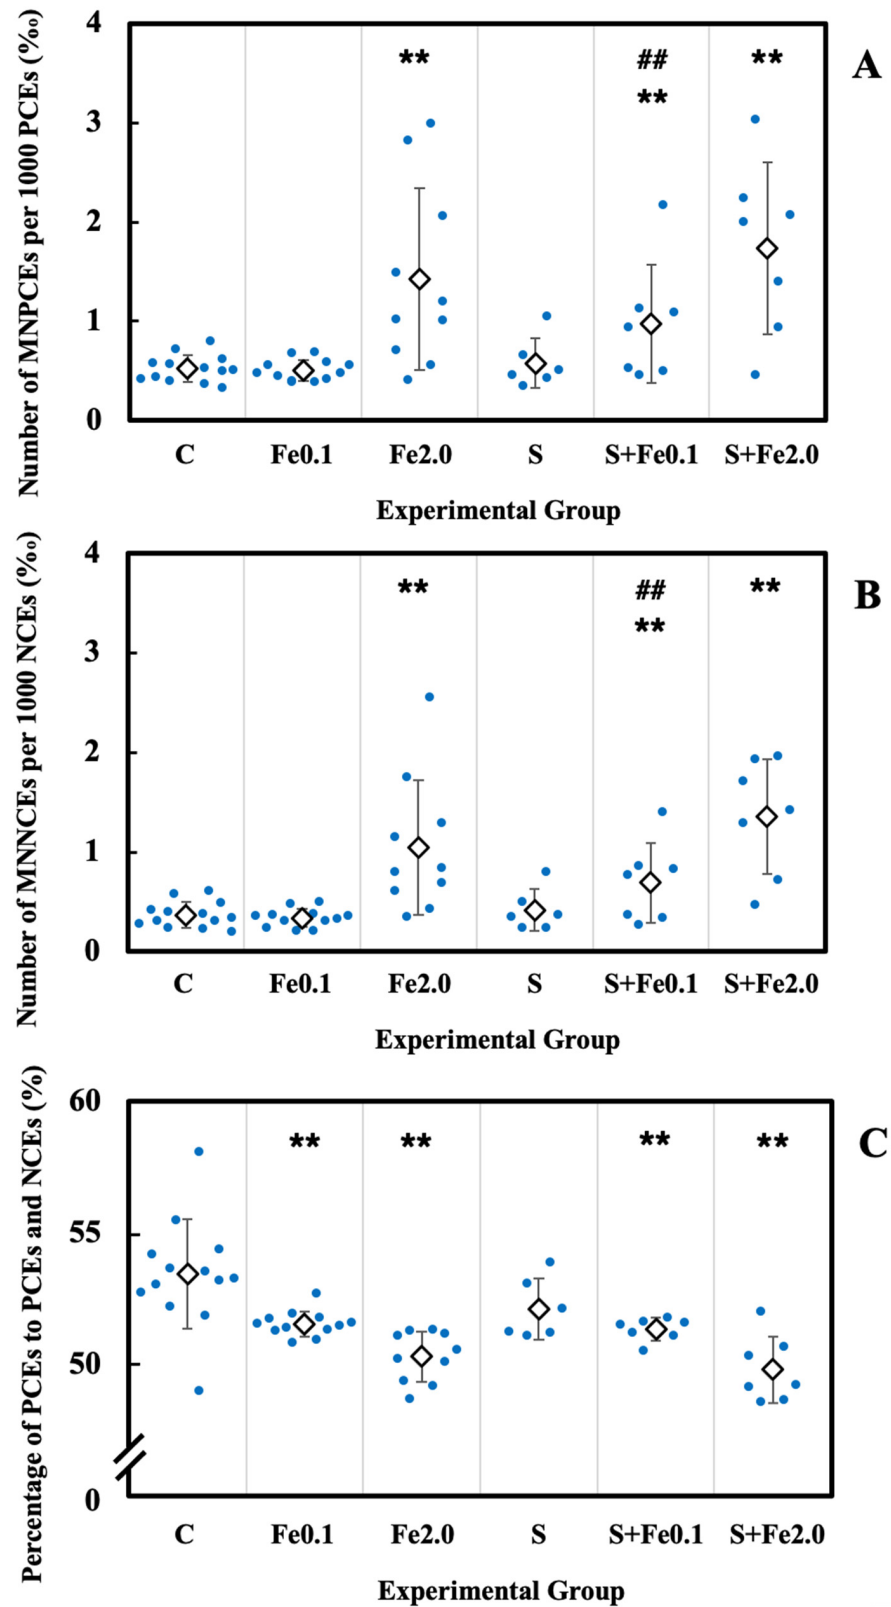 Number of MNPCEs per 1000 PCEs (‰)
4
3
2
1
0
** ## **
**
A
C Fe0.1 Fe2.0 S S+Fe0.1 S+Fe2.0
Experimental Group
Number of MNNCEs per 1000 NCEs (‰)
4
3
2
1
0
** ## **
**
B
C Fe0.1 Fe2.0 S S+Fe0.1 S+Fe2.0
Experimental Group
Percentage of PCEs to PCEs and NCEs (%)
60
55
50
0
** ** ** **
C
C Fe0.1 Fe2.0 S S+Fe0.1 S+Fe2.0
Experimental Group